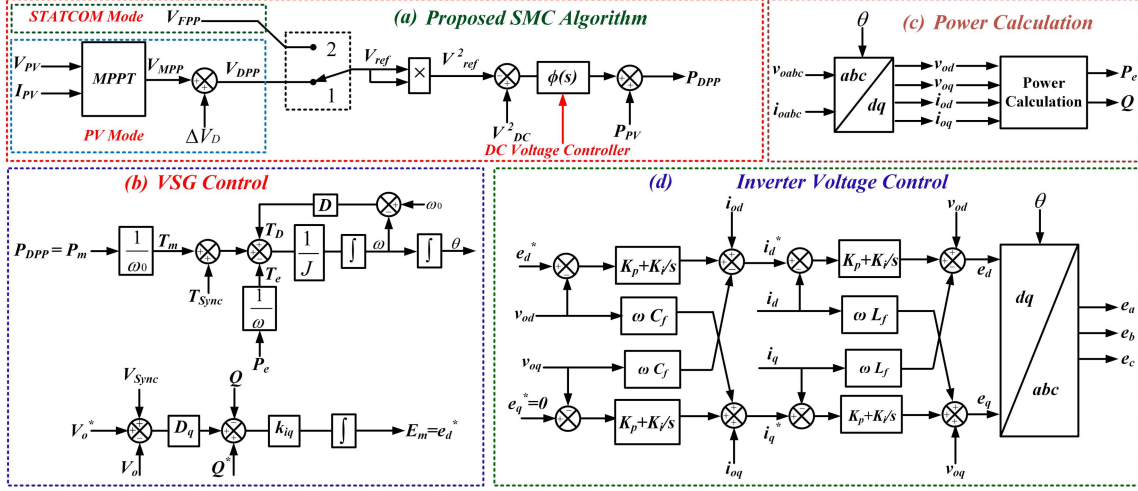 (a) Proposed SMC Algorithm
STATCOM Mode
V_FPP
V_PV
I_PV
MPPT
V_MPP
V_DPP
ΔV_D
PV Mode
2
1
V_ref
×
V²_ref
V²_DC
ϕ(s)
DC Voltage Controller
P_PV
P_DPP
(c) Power Calculation
θ
v_oabc
i_oabc
abc
dq
v_od
v_oq
i_od
i_oq
Power
Calculation
P_e
Q
(b) VSG Control
D
ω₀
P_DPP = P_m
1
ω₀
T_m
T_Sync
T_D
T_e
1
J
∫
ω
∫
θ
1
ω
P_e
V_Sync
V_o*
V_o
D_q
Q
Q*
k_iq
∫
E_m=e_d*
(d) Inverter Voltage Control
i_od
v_od
θ
e_d*
K_p+K_i/s
i_d*
K_p+K_i/s
e_d
v_od
ω C_f
i_d
ω L_f
v_oq
ω C_f
i_q
ω L_f
e_q*=0
K_p+K_i/s
i_q*
K_p+K_i/s
e_q
i_oq
v_oq
dq
abc
e_a
e_b
e_c